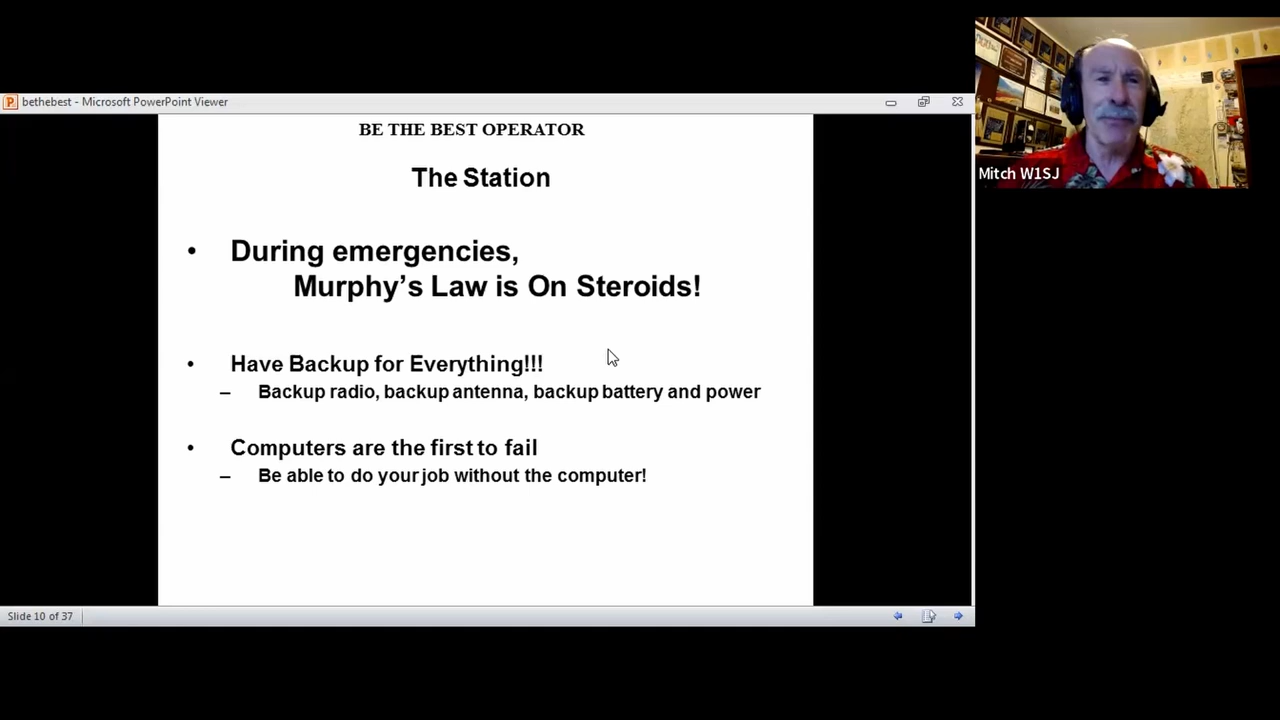 bethebest - Microsoft PowerPoint Viewer
BE THE BEST OPERATOR
The Station
• During emergencies,
Murphy's Law is On Steroids!
• Have Backup for Everything!!!
– Backup radio, backup antenna, backup battery and power
• Computers are the first to fail
– Be able to do your job without the computer!
Slide 10 of 37
Mitch W1SJ